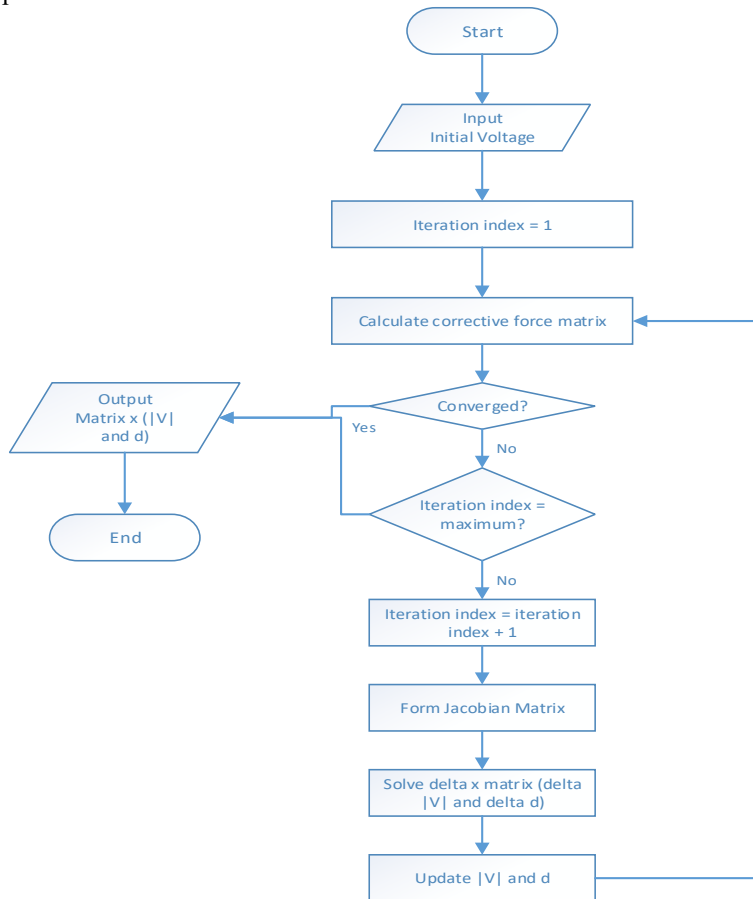 Start
Input
Initial Voltage
Iteration index = 1
Calculate corrective force matrix
Converged?
Yes
No
Output
Matrix x (|V|
and d)
End
Iteration index =
maximum?
No
Iteration index = iteration
index + 1
Form Jacobian Matrix
Solve delta x matrix (delta
|V| and delta d)
Update |V| and d